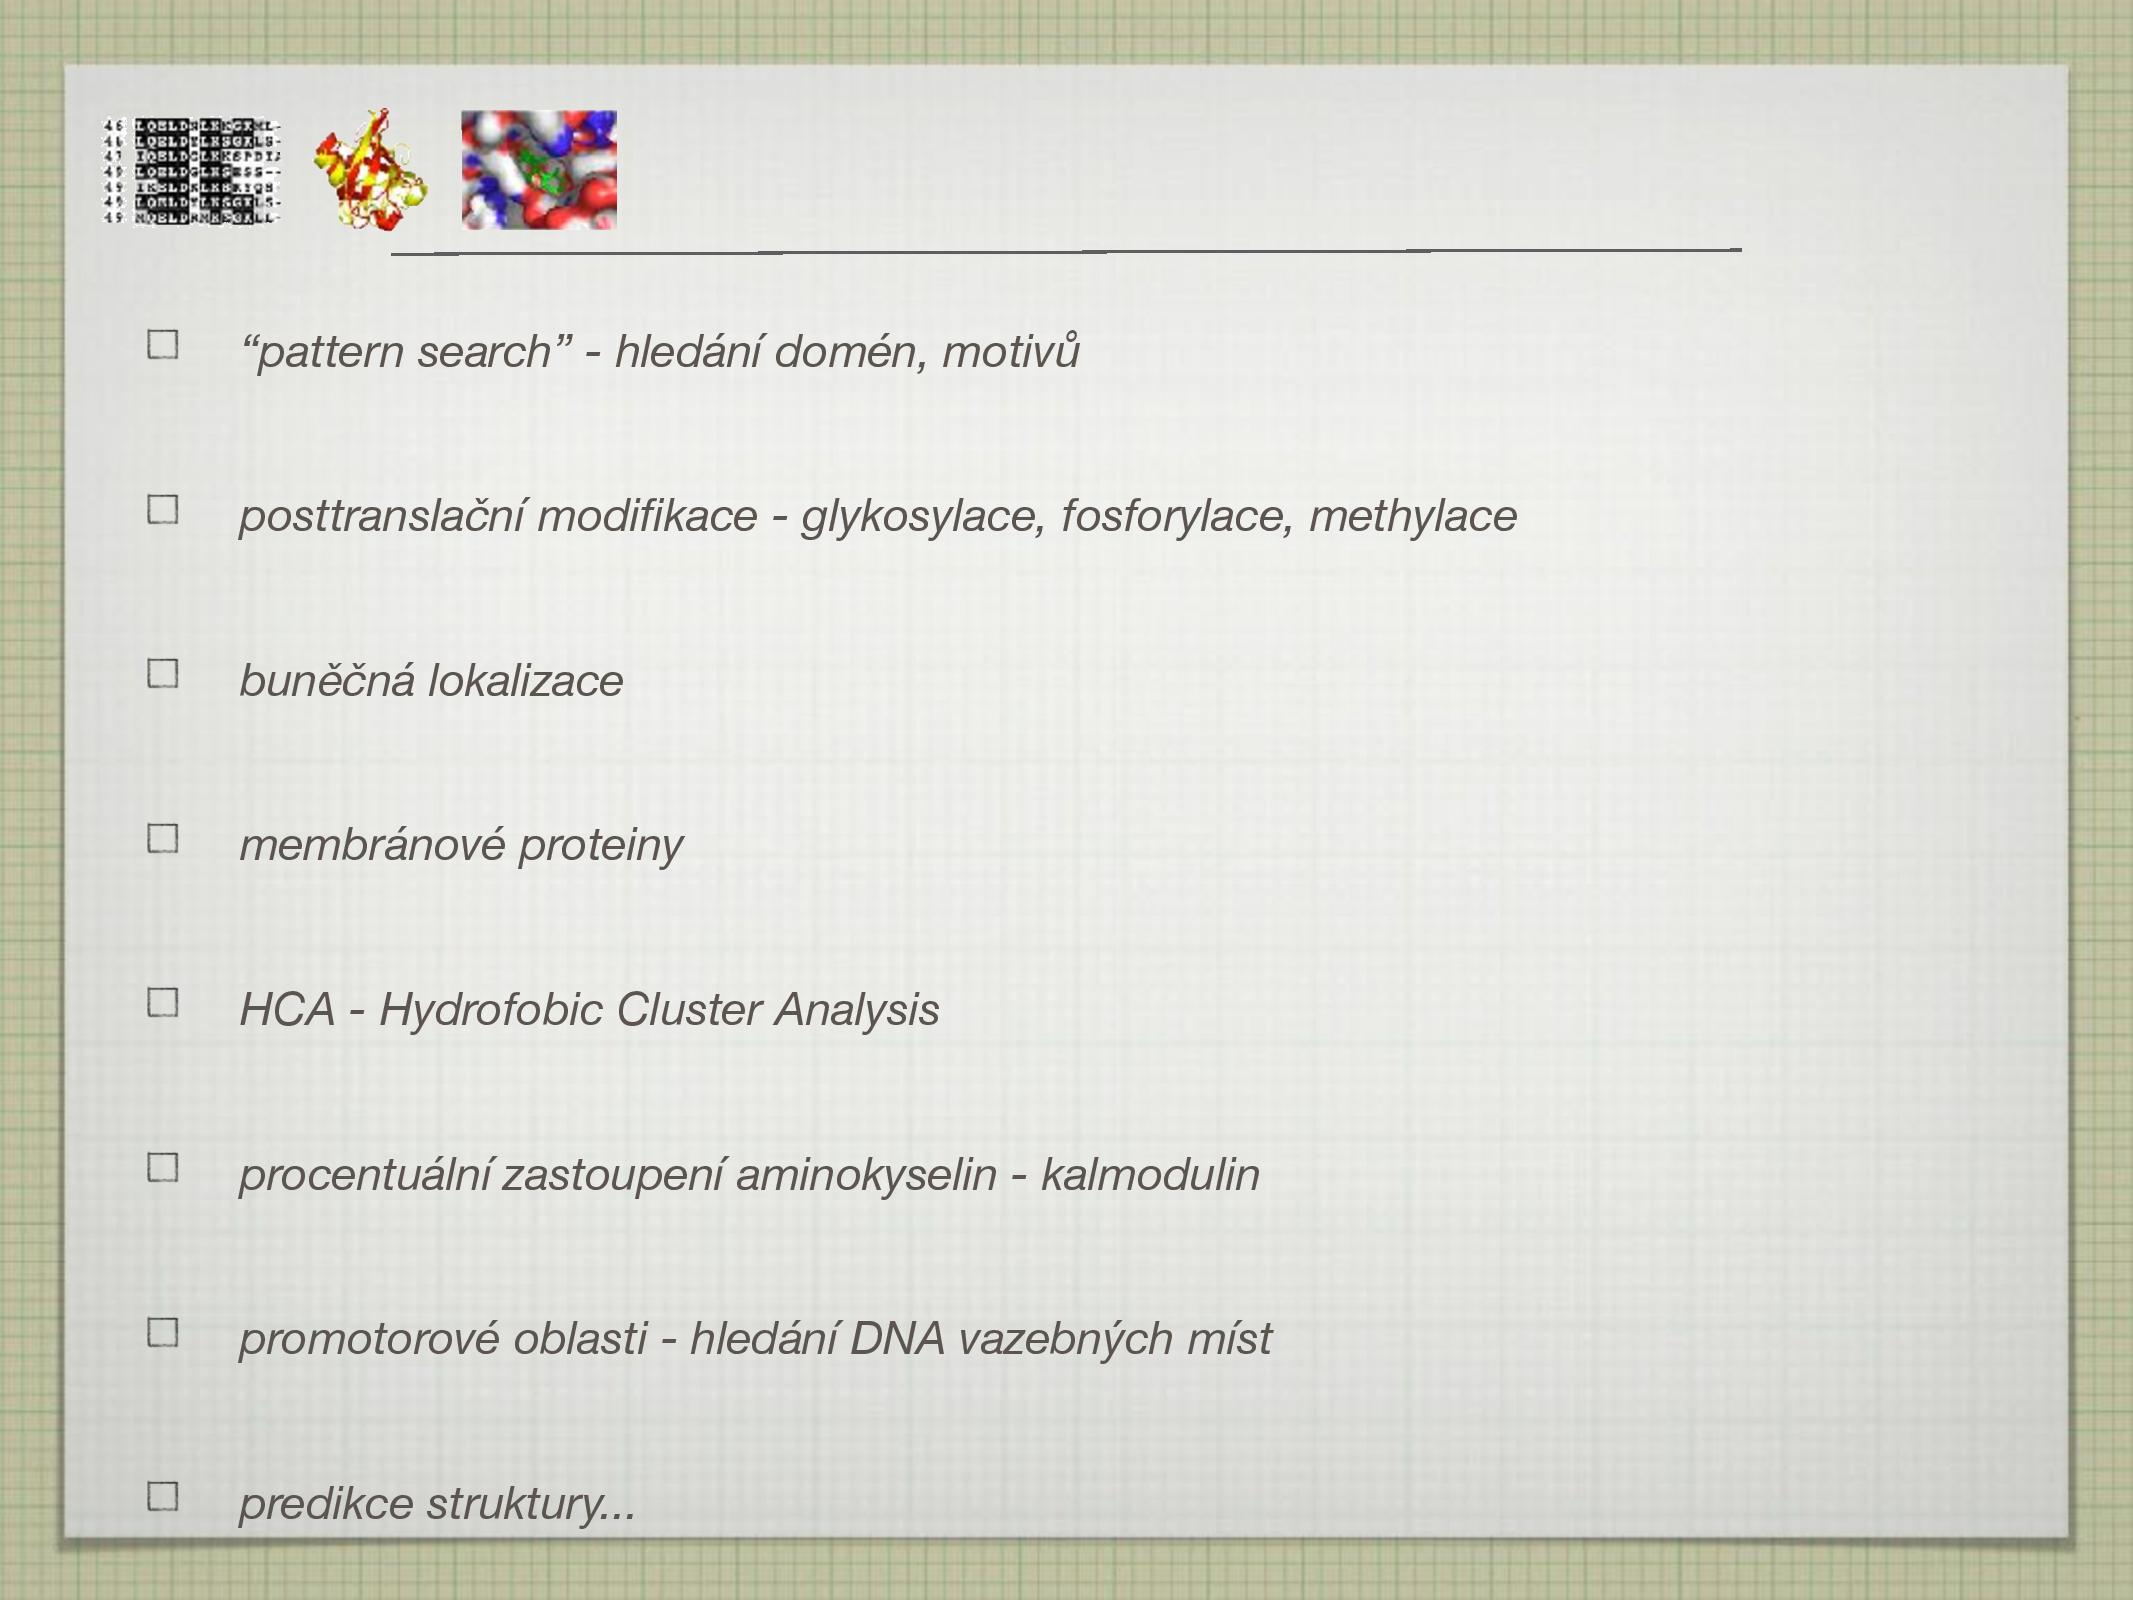 “pattern search” - hledání domén, motivů
posttranslační modifikace - glykosylace, fosforylace, methylace
buněčná lokalizace
membránové proteiny
HCA - Hydrofobic Cluster Analysis
procentuální zastoupení aminokyselin - kalmodulin
promotorové oblasti - hledání DNA vazebných míst
predikce struktury...